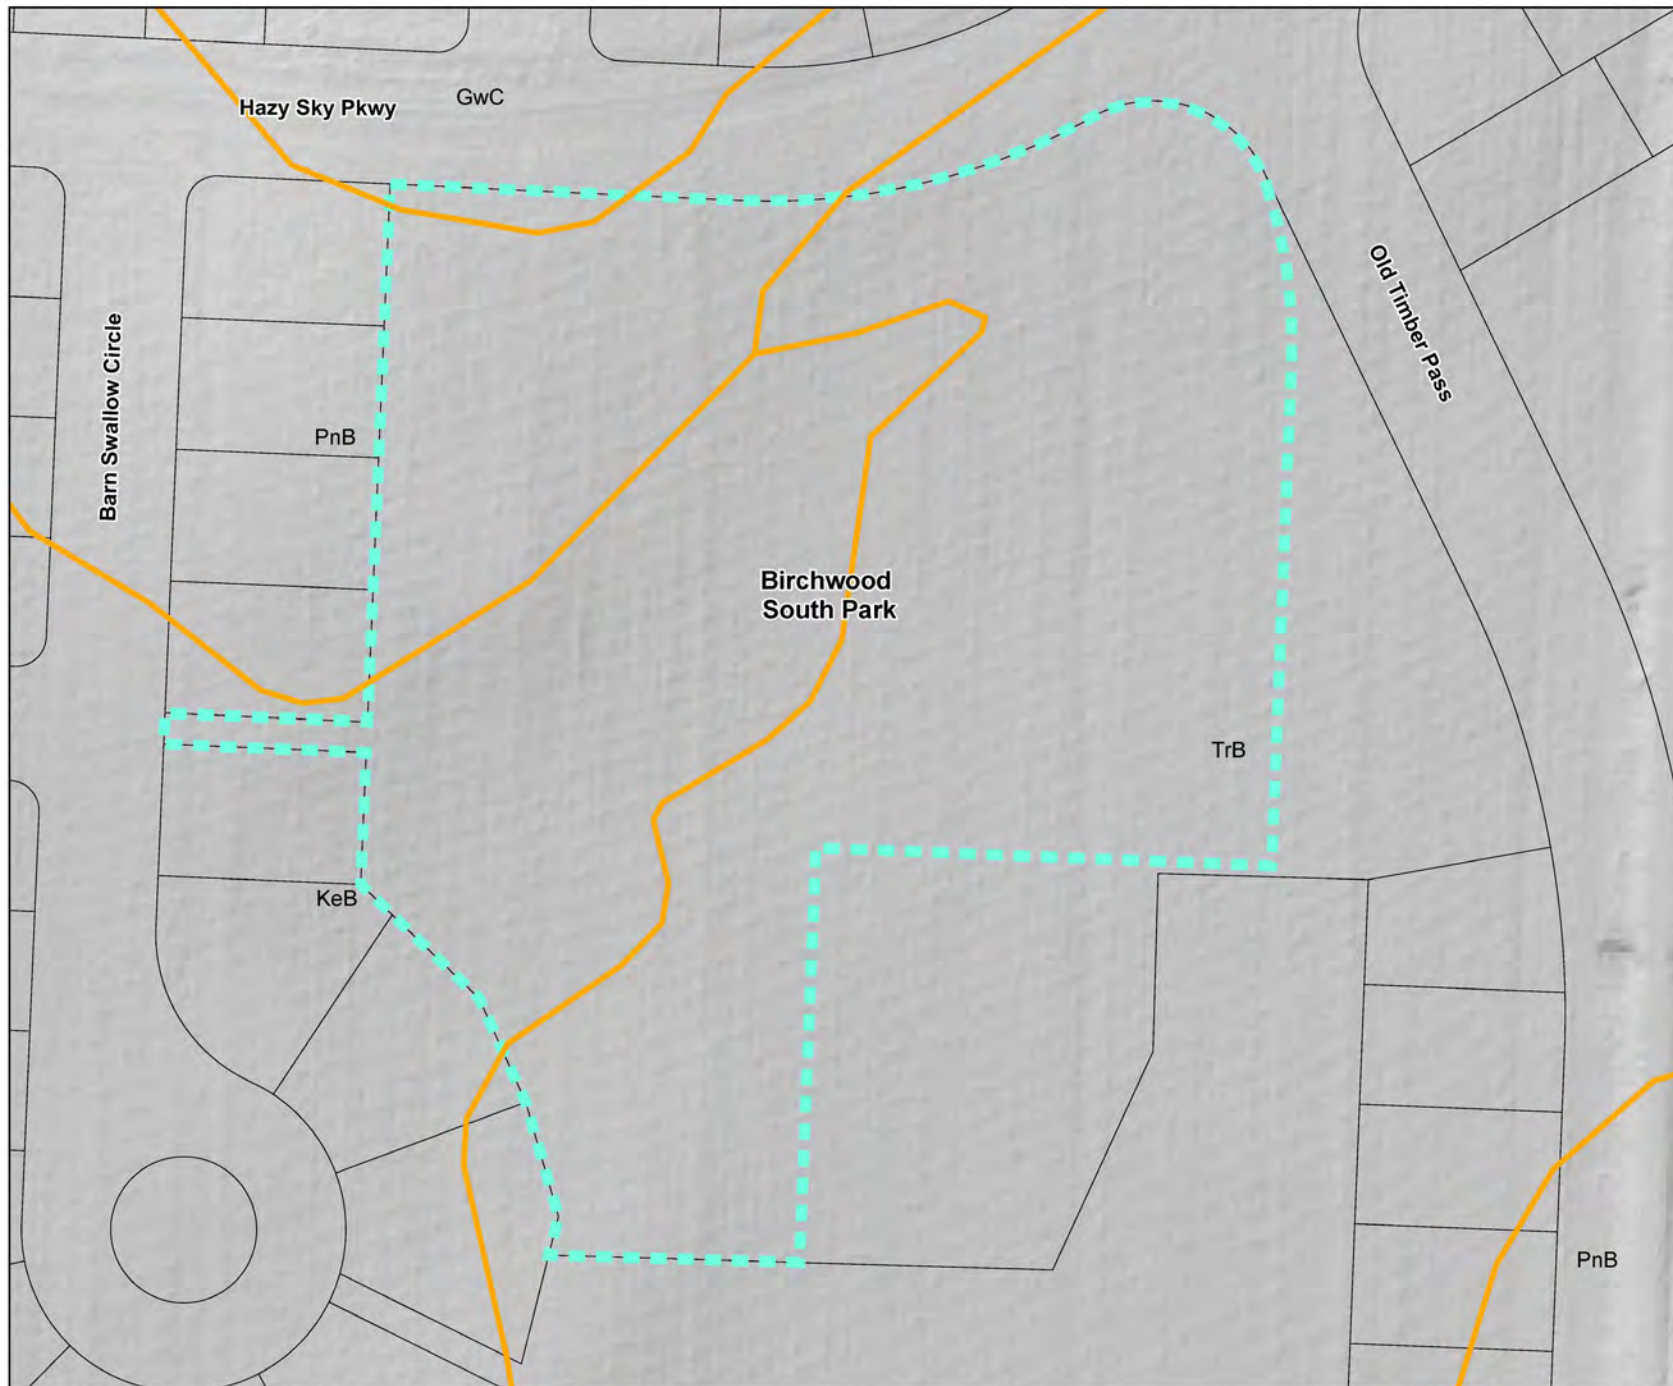 GwC
Hazy Sky Pkwy
Old Timber Pass
Barn Swallow Circle
PnB
Birchwood
South Park
TrB
KeB
PnB